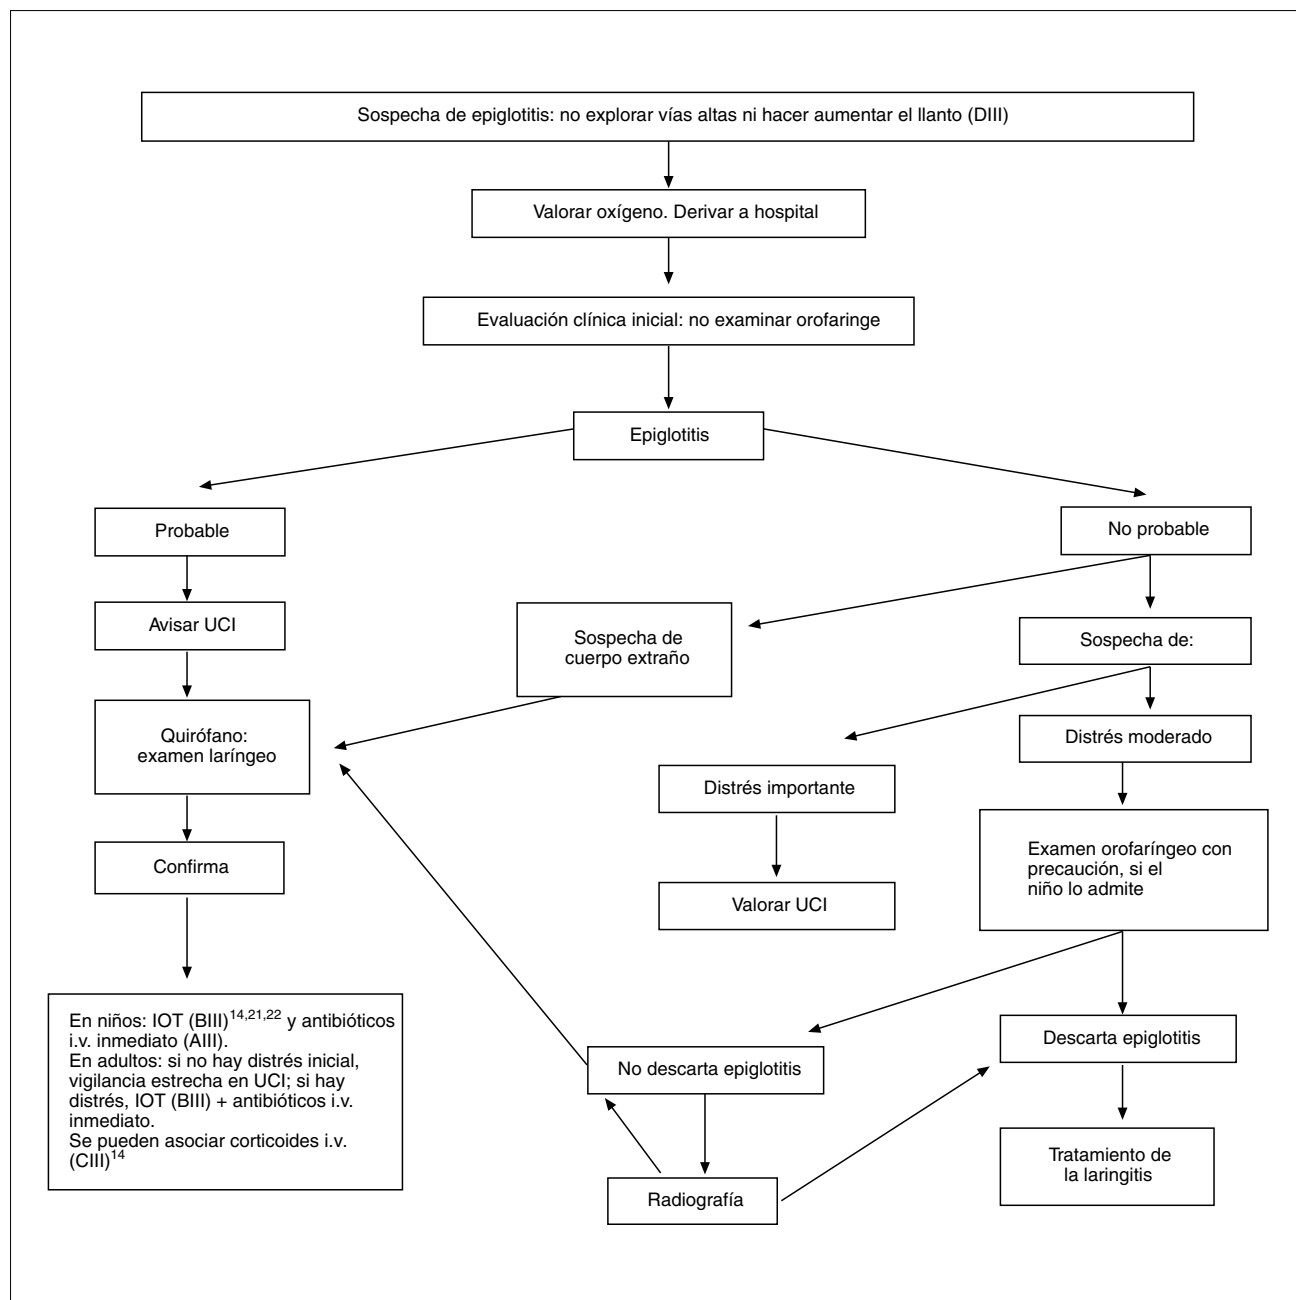 Sospecha de epiglotitis: no explorar vías altas ni hacer aumentar el llanto (DIII)
Valorar oxígeno. Derivar a hospital
Evaluación clínica inicial: no examinar orofaringe
Epiglotitis
Probable
No probable
Avisar UCI
Sospecha de
cuerpo extraño
Sospecha de:
Quirófano:
examen laríngeo
Distrés moderado
Distrés importante
Confirma
Examen orofaríngeo con
precaución, si el
niño lo admite
Valorar UCI
En niños: IOT (BIII)14,21,22 y antibióticos
i.v. inmediato (AIII).
En adultos: si no hay distrés inicial,
vigilancia estrecha en UCI; si hay
distrés, IOT (BIII) + antibióticos i.v.
inmediato.
Se pueden asociar corticoides i.v.
(CIII)14
No descarta epiglotitis
Descarta epiglotitis
Radiografía
Tratamiento de
la laringitis